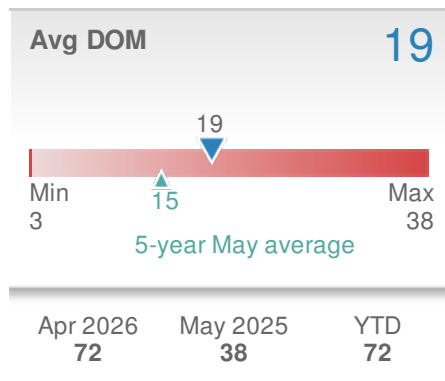 Avg DOM 19
19
15
Min Max
3 38
5-year May average
Apr 2026 May 2025 YTD
72 38 72